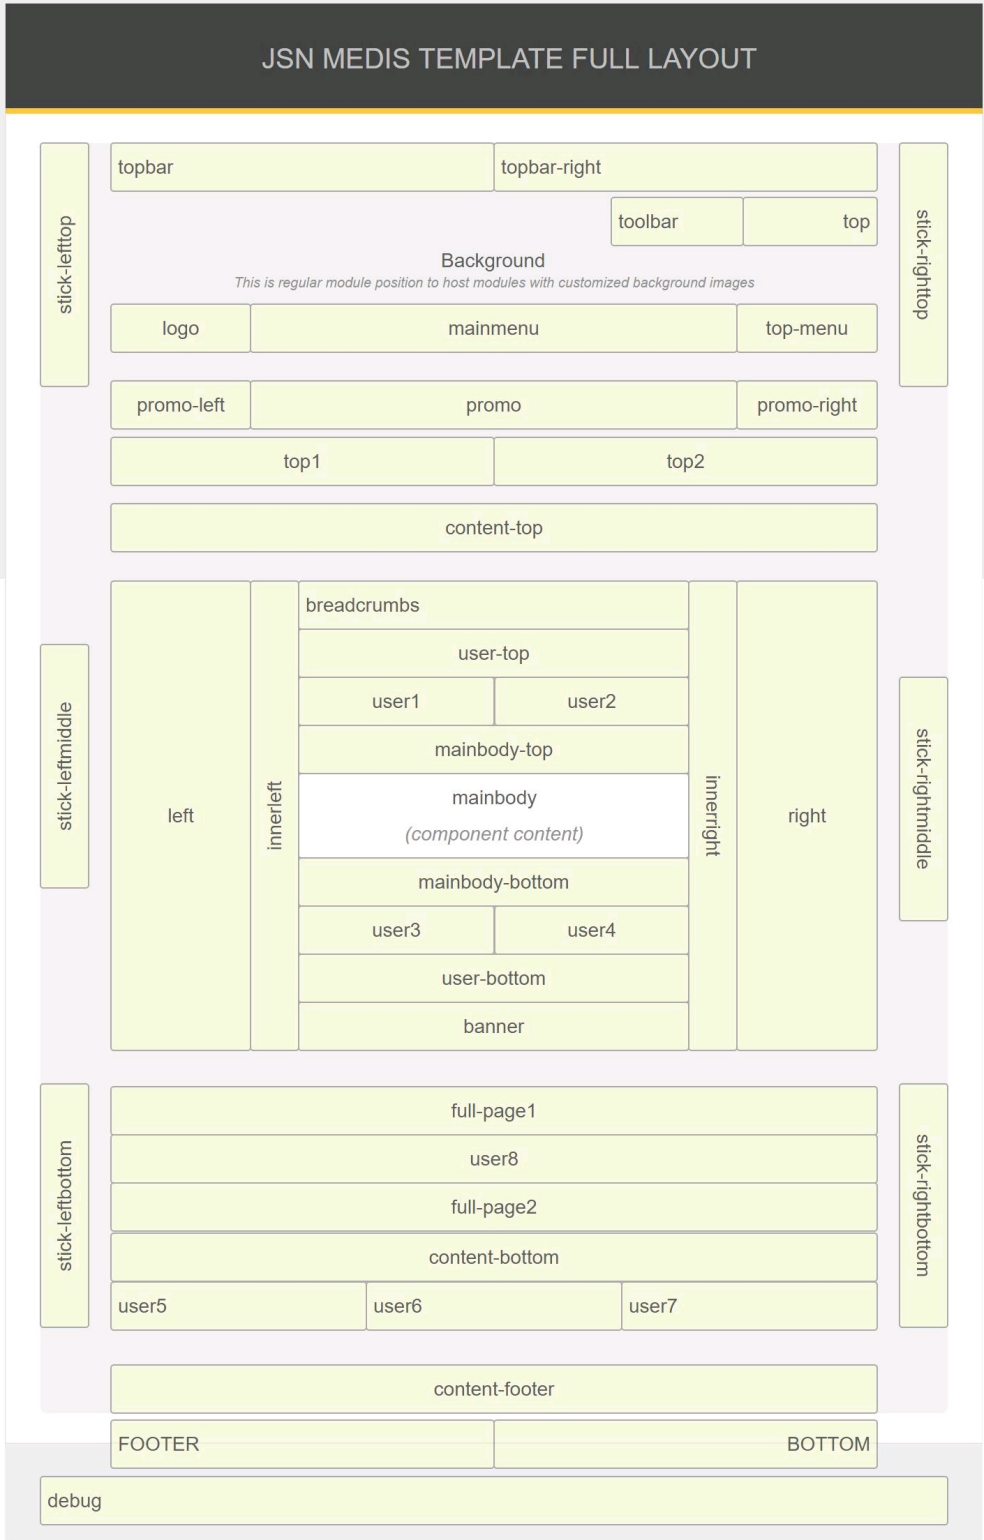 JSN MEDIS TEMPLATE FULL LAYOUT
stick-lefttop
topbar
topbar-right
stick-righttop
toolbar
top
Background
This is regular module position to host modules with customized background images
logo
mainmenu
top-menu
promo-left
promo
promo-right
top1
top2
content-top
stick-leftmiddle
left
innerleft
breadcrumbs
user-top
user1
user2
mainbody-top
mainbody
(component content)
mainbody-bottom
user3
user4
user-bottom
banner
innerright
right
stick-rightmiddle
stick-leftbottom
full-page1
user8
full-page2
content-bottom
user5
user6
user7
stick-rightbottom
content-footer
FOOTER
BOTTOM
debug